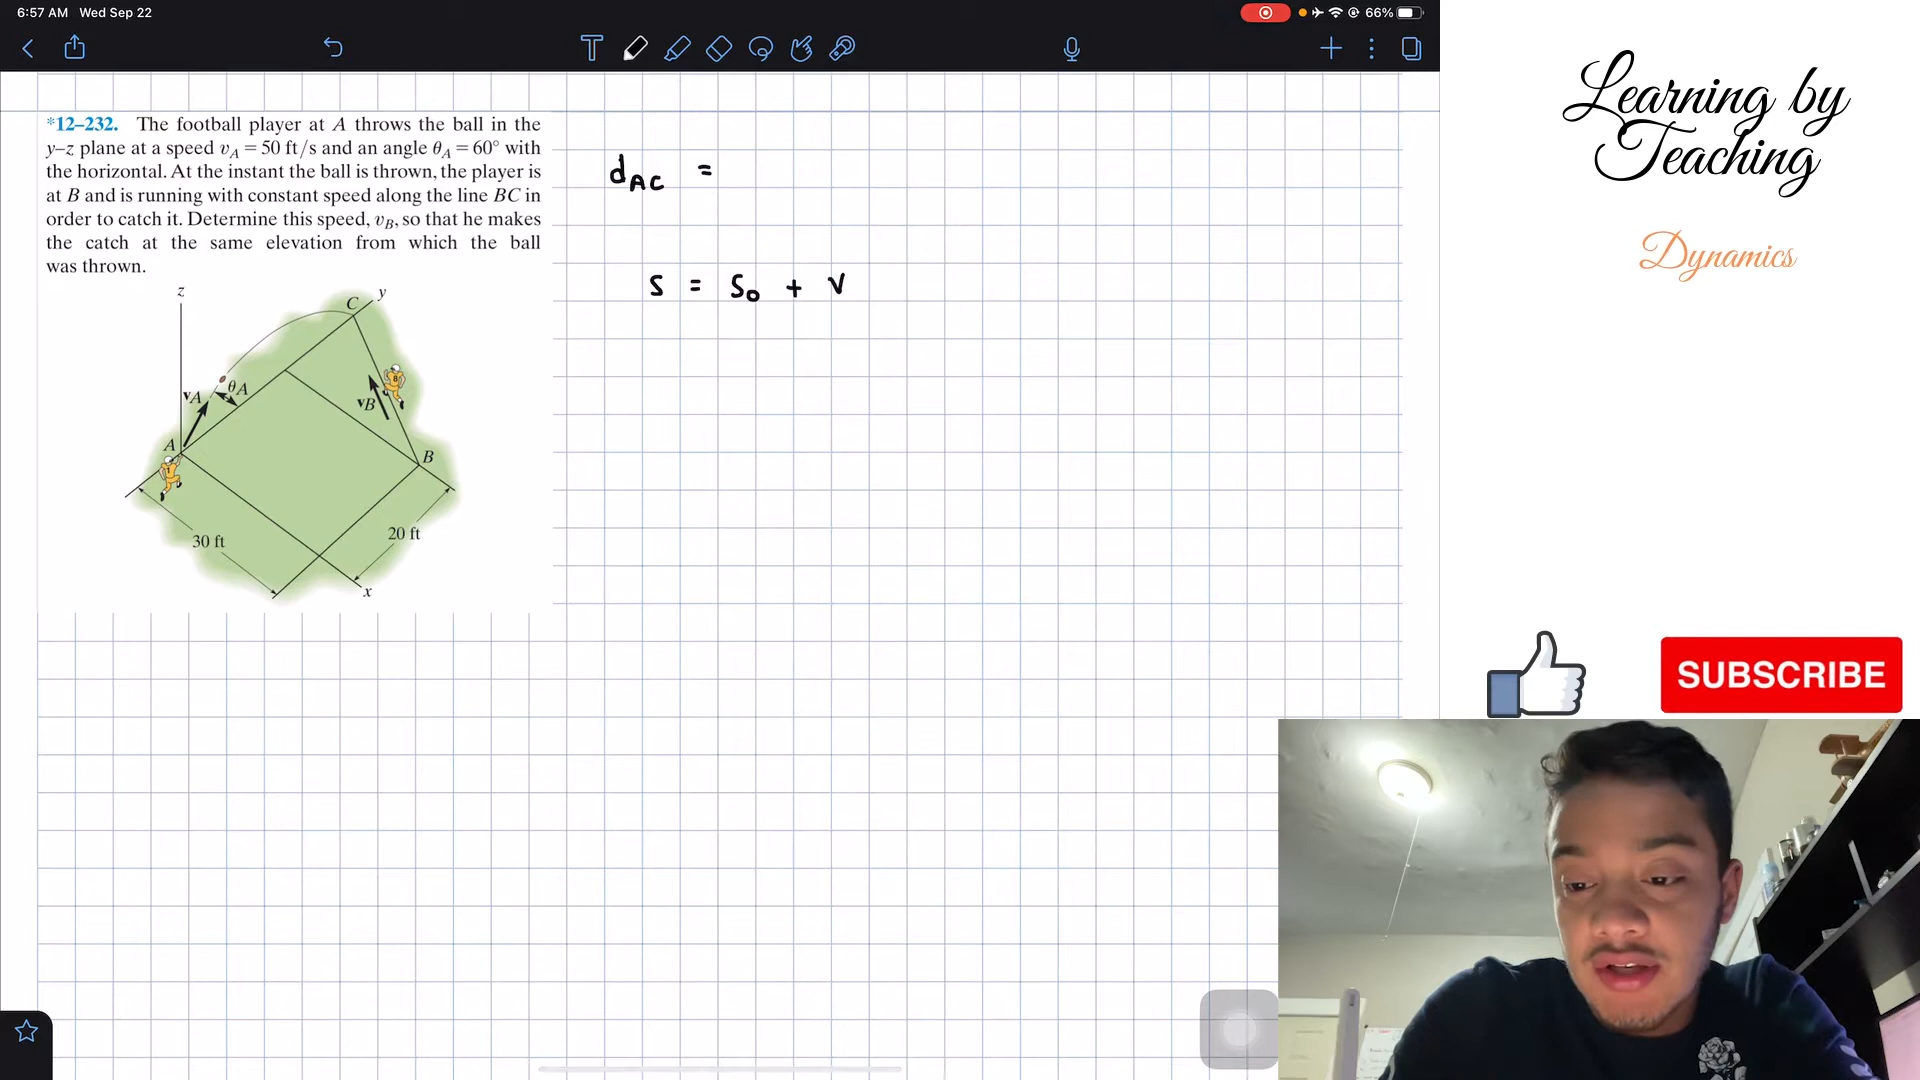 6:57 AM Wed Sep 22
66%
T
*12–232. The football player at A throws the ball in the
y–z plane at a speed vA = 50 ft/s and an angle θA = 60° with
the horizontal. At the instant the ball is thrown, the player is
at B and is running with constant speed along the line BC in
order to catch it. Determine this speed, vB, so that he makes
the catch at the same elevation from which the ball
was thrown.
z
C y
θA
vA
vB
A
B
30 ft
20 ft
x
dAC =
S = S0 + V
Learning by
Teaching
Dynamics
SUBSCRIBE